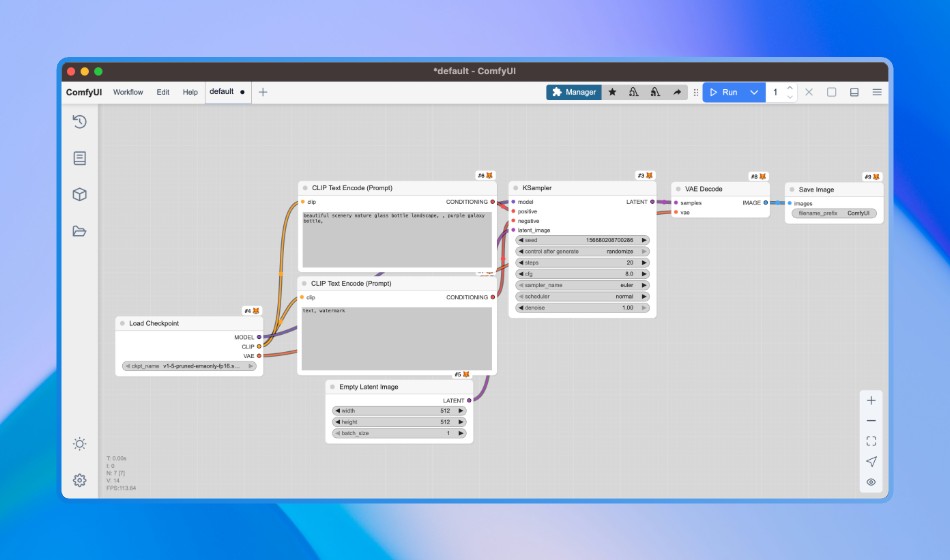 *default - ComfyUI
ComfyUI Workflow Edit Help default
Manager Run 1
#6
CLIP Text Encode (Prompt)
clip CONDITIONING
beautiful scenery nature glass bottle landscape, , purple galaxy
bottle,
CLIP Text Encode (Prompt)
clip CONDITIONING
text, watermark
#4
Load Checkpoint
MODEL
CLIP
VAE
ckpt_name v1-5-pruned-emaonly-fp16.s...
#5
Empty Latent Image
LATENT
width 512
height 512
batch_size 1
#3
KSampler
model LATENT
positive
negative
latent_image
seed
control after generate randomize
steps 20
cfg 8.0
sampler_name euler
scheduler normal
denoise 1.00
#8
VAE Decode
samples IMAGE
vae
#9
Save Image
images
filename_prefix ComfyUI
T: 0.00s
I: 0
N: 7 [7]
V: 14
FPS:113.64